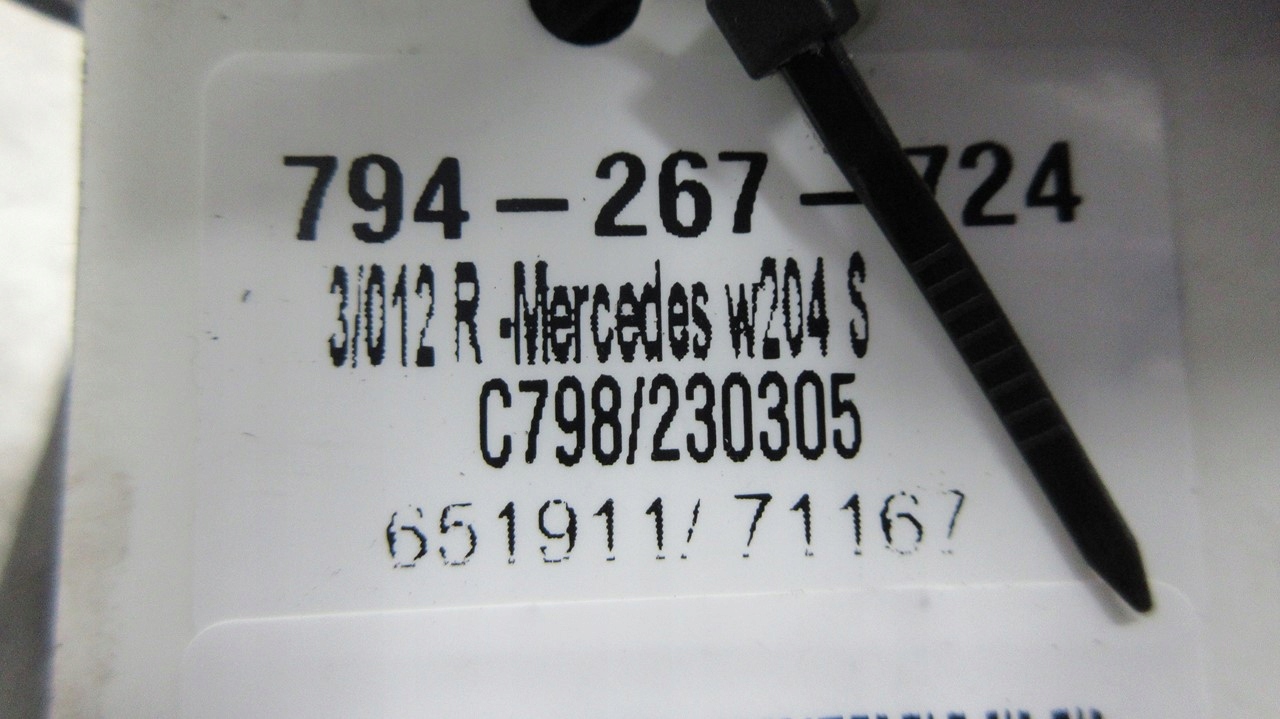 794-267-724
3/012 R -Mercedes w204 S
C798/230305
651911/ 71167